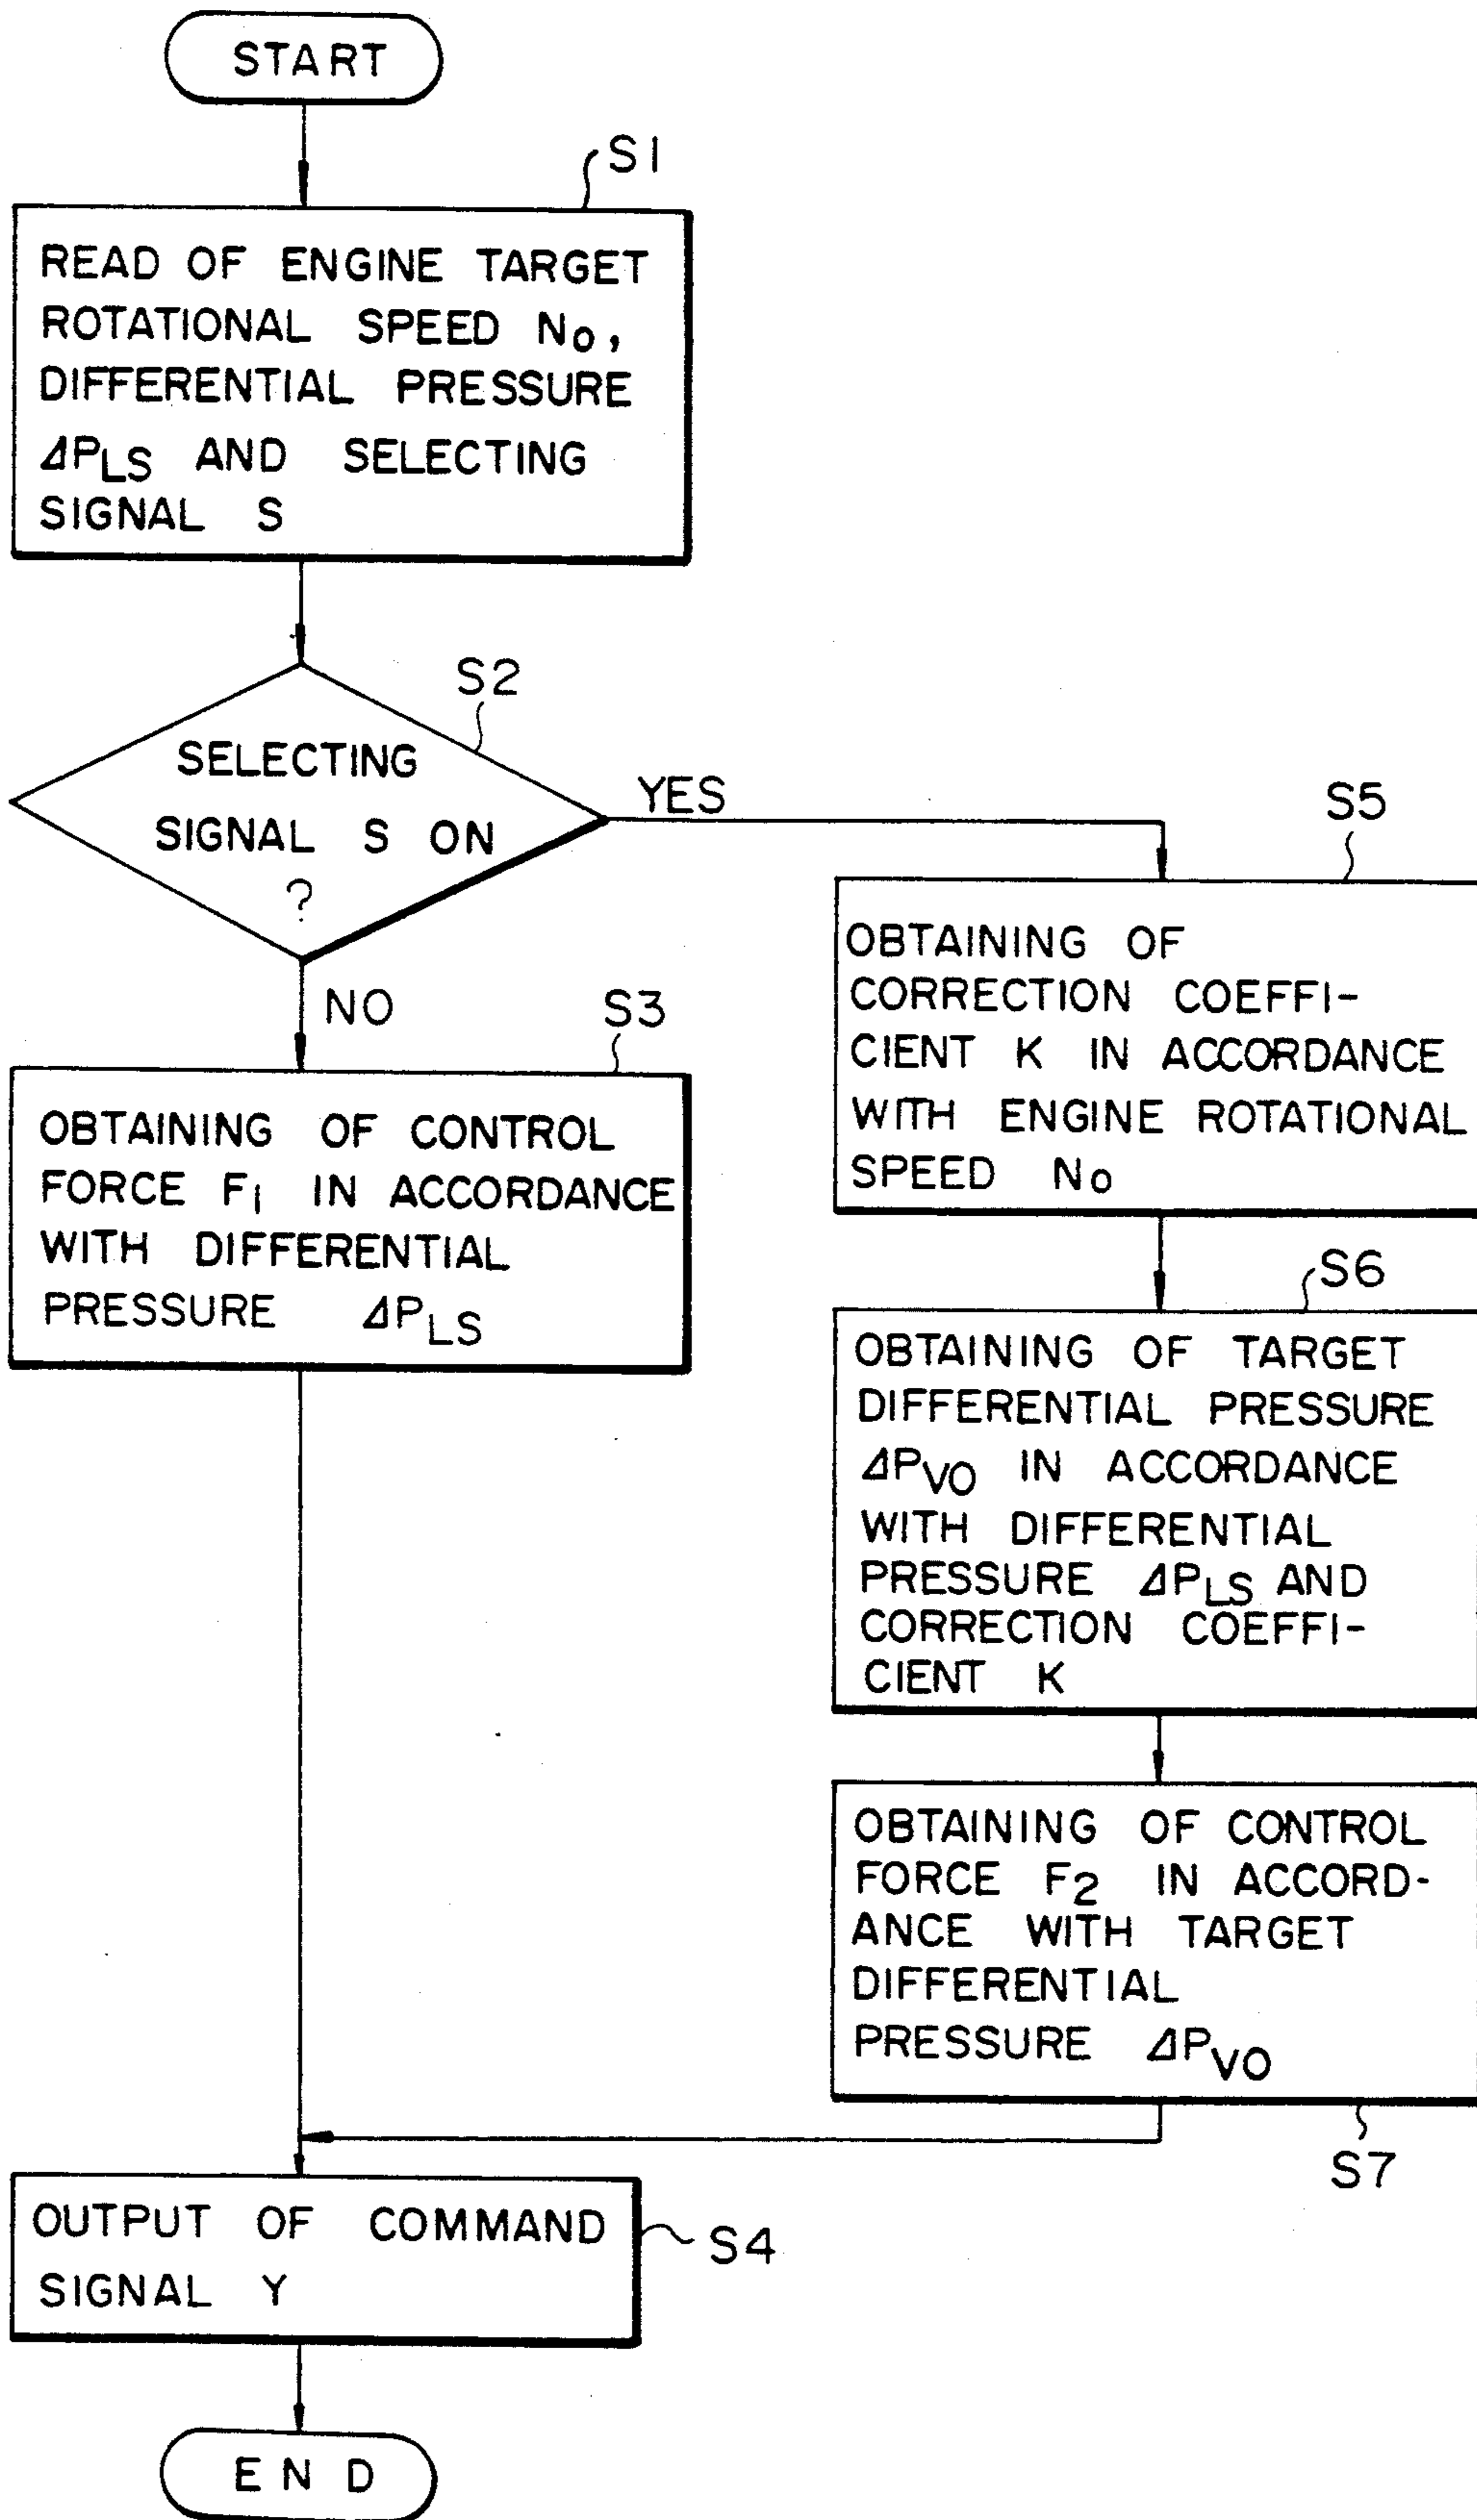 START
S1
READ OF ENGINE TARGET
ROTATIONAL SPEED No,
DIFFERENTIAL PRESSURE
ΔPLS AND SELECTING
SIGNAL S
S2
SELECTING
SIGNAL S ON
?
YES
NO
S3
OBTAINING OF CONTROL
FORCE F1 IN ACCORDANCE
WITH DIFFERENTIAL
PRESSURE ΔPLS
S5
OBTAINING OF
CORRECTION COEFFI-
CIENT K IN ACCORDANCE
WITH ENGINE ROTATIONAL
SPEED No
S6
OBTAINING OF TARGET
DIFFERENTIAL PRESSURE
ΔPVO IN ACCORDANCE
WITH DIFFERENTIAL
PRESSURE ΔPLS AND
CORRECTION COEFFI-
CIENT K
OBTAINING OF CONTROL
FORCE F2 IN ACCORD-
ANCE WITH TARGET
DIFFERENTIAL
PRESSURE ΔPVO
S7
OUTPUT OF COMMAND
SIGNAL Y
S4
END